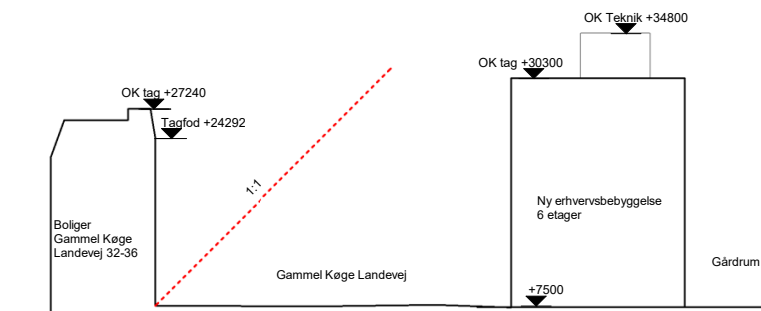 OK Teknik +34800
OK tag +30300
OK tag +27240
Tagfod +24292
1:1
Boliger
Gammel Køge
Landevej 32-36
Ny erhvervsbebyggelse
6 etager
Gammel Køge Landevej
Gårdrum
+7500